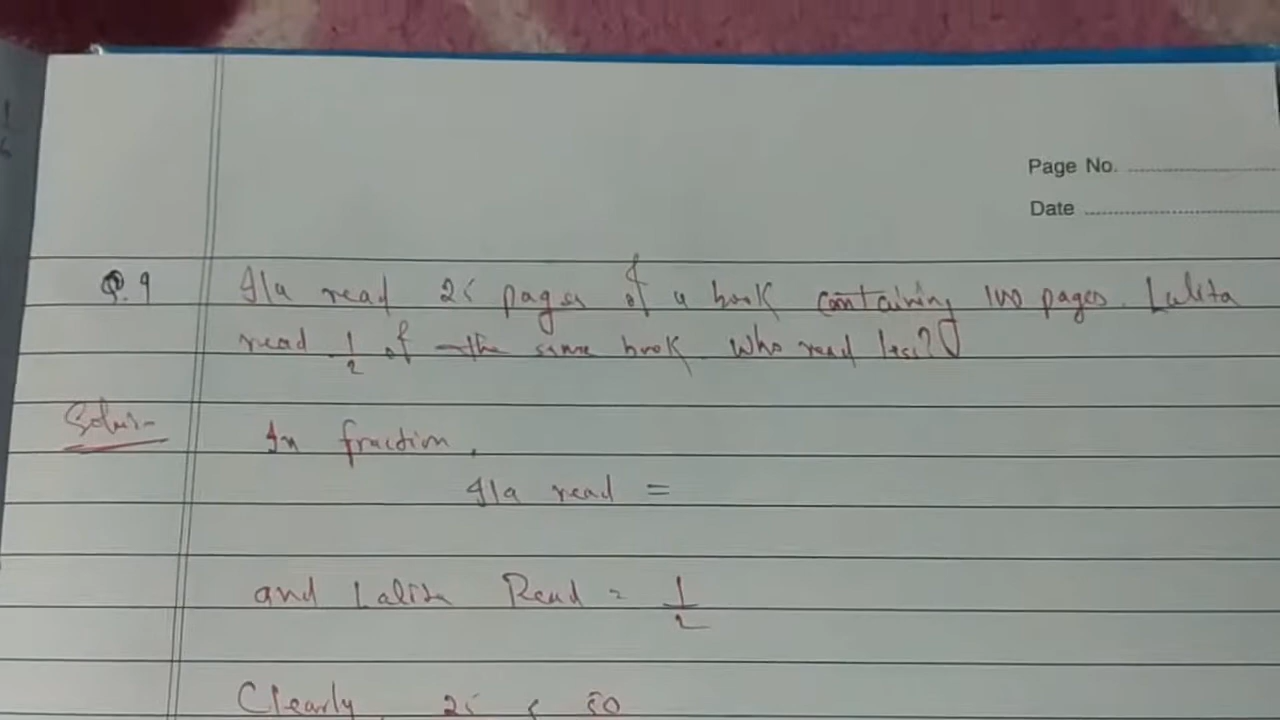 Page No.
Date
Q.9 Ila read 25 pages of a book containing 100 pages. Lalita
read 1/2 of the same book. Who read less?
Solu:-
In fraction,
Ila read =
and Lalita Read = 1/2
Clearly, 25 < 50